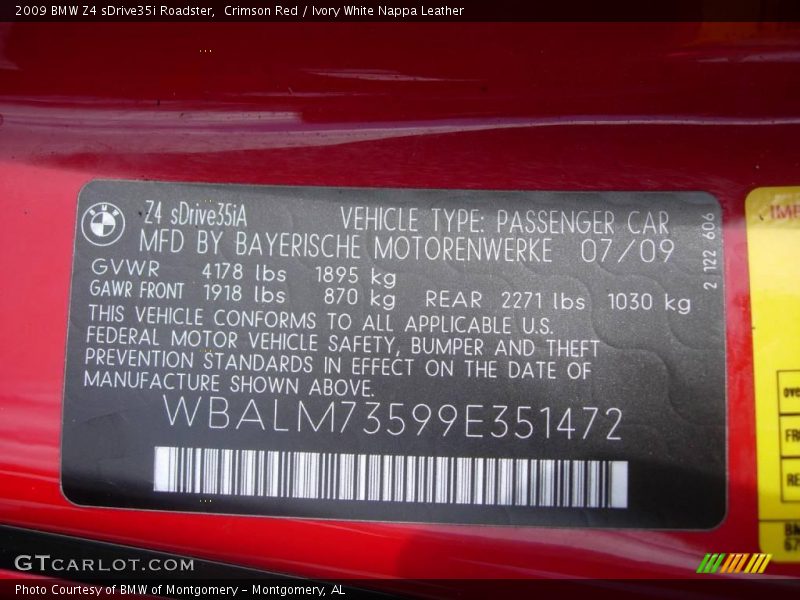 2009 BMW Z4 sDrive35i Roadster,  Crimson Red / Ivory White Nappa Leather
BMW
Z4 sDrive35iA VEHICLE TYPE: PASSENGER CAR
MFD BY BAYERISCHE MOTORENWERKE 07/09
GVWR 4178 lbs 1895 kg
GAWR FRONT 1918 lbs 870 kg REAR 2271 lbs 1030 kg
THIS VEHICLE CONFORMS TO ALL APPLICABLE U.S.
FEDERAL MOTOR VEHICLE SAFETY, BUMPER AND THEFT
PREVENTION STANDARDS IN EFFECT ON THE DATE OF
MANUFACTURE SHOWN ABOVE.
WBALM73599E351472
2 122 606
GTCARLOT.COM
Photo Courtesy of BMW of Montgomery – Montgomery, AL